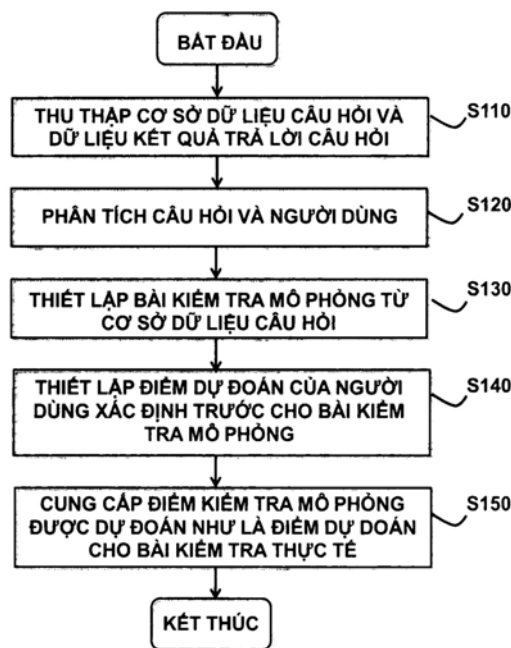 BẮT ĐẦU
THU THẬP CƠ SỞ DỮ LIỆU CÂU HỎI VÀ
DỮ LIỆU KẾT QUẢ TRẢ LỜI CÂU HỎI
S110
PHÂN TÍCH CÂU HỎI VÀ NGƯỜI DÙNG
S120
THIẾT LẬP BÀI KIỂM TRA MÔ PHỎNG TỪ
CƠ SỞ DỮ LIỆU CÂU HỎI
S130
THIẾT LẬP ĐIỂM DỰ ĐOÁN CỦA NGƯỜI
DÙNG XÁC ĐỊNH TRƯỚC CHO BÀI KIỂM
TRA MÔ PHỎNG
S140
CUNG CẤP ĐIỂM KIỂM TRA MÔ PHỎNG
ĐƯỢC DỰ ĐOÁN NHƯ LÀ ĐIỂM DỰ DOÁN
CHO BÀI KIỂM TRA THỰC TẾ
S150
KẾT THÚC